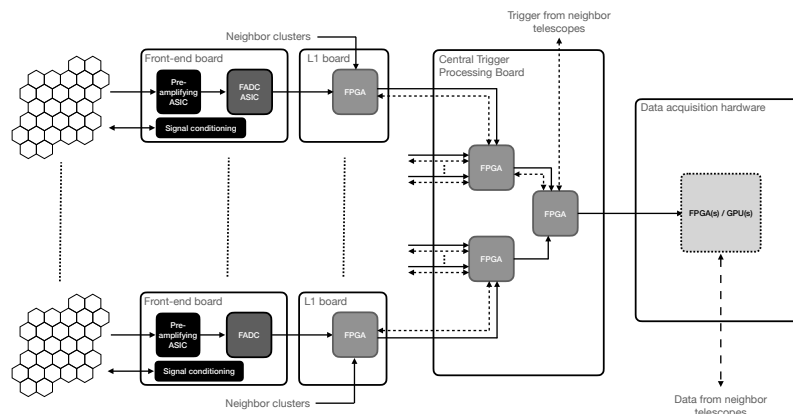 Trigger from neighbor
telescopes
Neighbor clusters
Front-end board
L1 board
Central Trigger
Processing Board
Pre-
amplifying
ASIC
FADC
ASIC
FPGA
Signal conditioning
Data acquisition hardware
FPGA
FPGA
FPGA(s) / GPU(s)
FPGA
Front-end board
L1 board
Pre-
amplifying
ASIC
FADC
FPGA
Signal conditioning
Neighbor clusters
Data from neighbor
telescopes